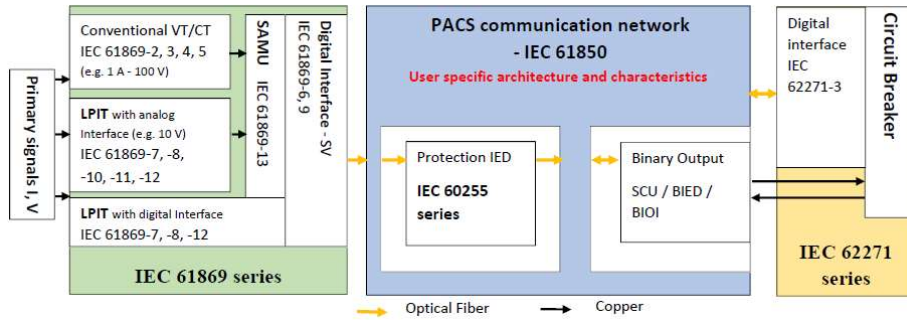 Primary signals I, V
Conventional VT/CT
IEC 61869-2, 3, 4, 5
(e.g. 1 A - 100 V)
LPIT with analog
Interface (e.g. 10 V)
IEC 61869-7, -8,
-10, -11, -12
LPIT with digital Interface
IEC 61869-7, -8, -12
SAMU IEC 61869-13
Digital Interface - SV
IEC 61869-6, 9
IEC 61869 series
PACS communication network
- IEC 61850
User specific architecture and characteristics
Protection IED
IEC 60255
series
Binary Output
SCU / BIED /
BIOI
Digital
interface
IEC
62271-3
Circuit Breaker
IEC 62271
series
Optical Fiber
Copper